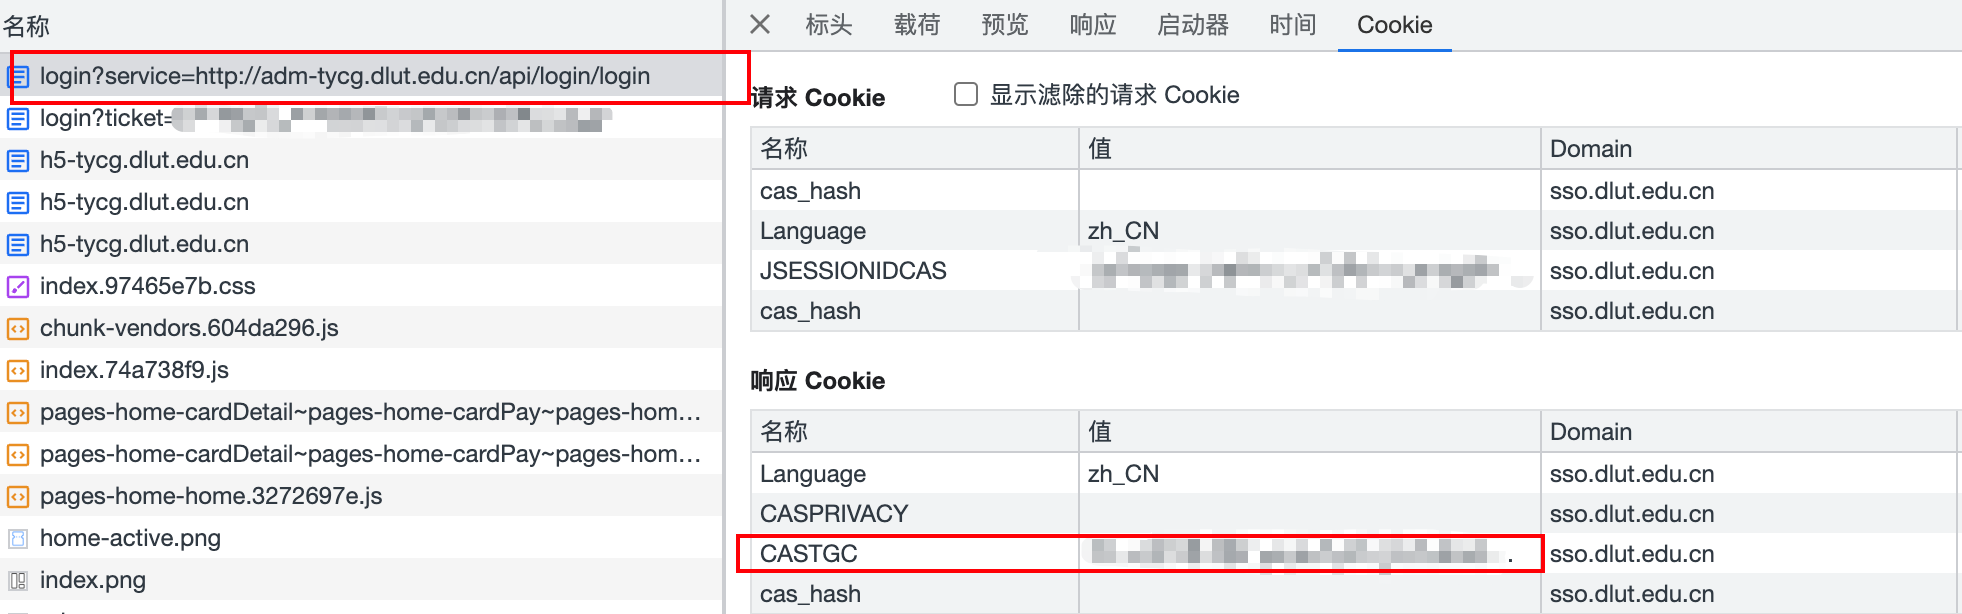 名称
login?service=http://adm-tycg.dlut.edu.cn/api/login/login
login?ticket=
h5-tycg.dlut.edu.cn
h5-tycg.dlut.edu.cn
h5-tycg.dlut.edu.cn
index.97465e7b.css
chunk-vendors.604da296.js
index.74a738f9.js
pages-home-cardDetail~pages-home-cardPay~pages-hom…
pages-home-cardDetail~pages-home-cardPay~pages-hom…
pages-home-home.3272697e.js
home-active.png
index.png
标头 载荷 预览 响应 启动器 时间 Cookie
请求 Cookie 显示滤除的请求 Cookie
名称 值 Domain
cas_hash sso.dlut.edu.cn
Language zh_CN sso.dlut.edu.cn
JSESSIONIDCAS sso.dlut.edu.cn
cas_hash sso.dlut.edu.cn
响应 Cookie
名称 值 Domain
Language zh_CN sso.dlut.edu.cn
CASPRIVACY sso.dlut.edu.cn
CASTGC sso.dlut.edu.cn
cas_hash sso.dlut.edu.cn